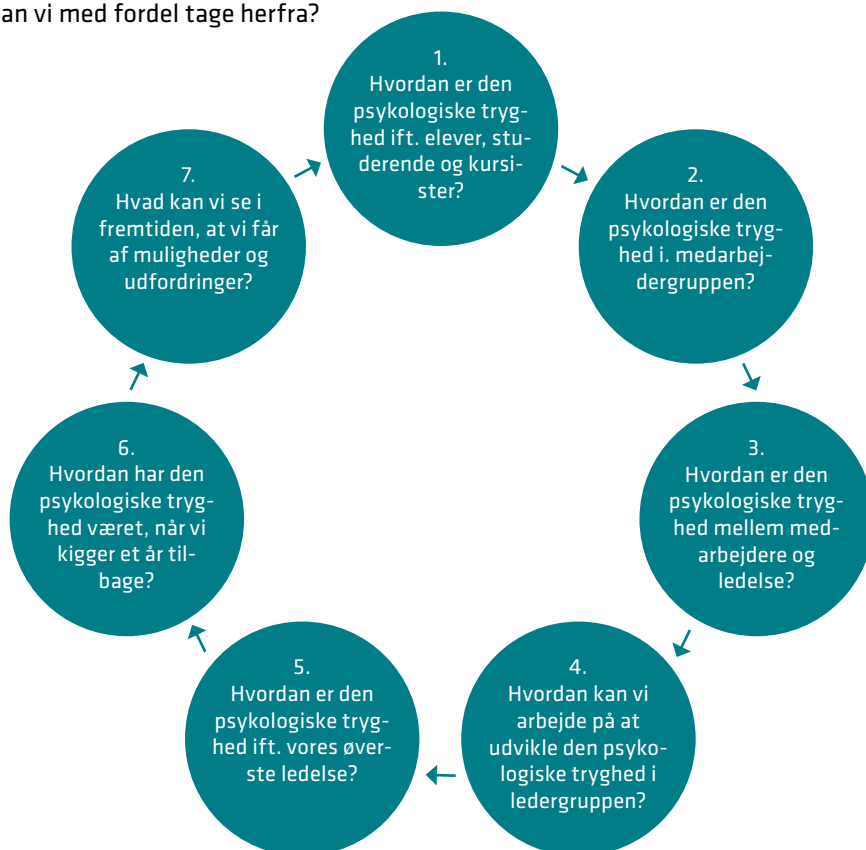 an vi med fordel tage herfra?
1.
Hvordan er den
psykologiske tryg-
hed ift. elever, stu-
derende og kursi-
ster?
2.
Hvordan er den
psykologiske tryg-
hed i. medarbej-
dergruppen?
3.
Hvordan er den
psykologiske tryg-
hed mellem med-
arbejdere og
ledelse?
4.
Hvordan kan vi
arbejde på at
udvikle den psyko-
logiske tryghed i
ledergruppen?
5.
Hvordan er den
psykologiske tryg-
hed ift. vores øver-
ste ledelse?
6.
Hvordan har den
psykologiske tryg-
hed været, når vi
kigger et år til-
bage?
7.
Hvad kan vi se i
fremtiden, at vi får
af muligheder og
udfordringer?